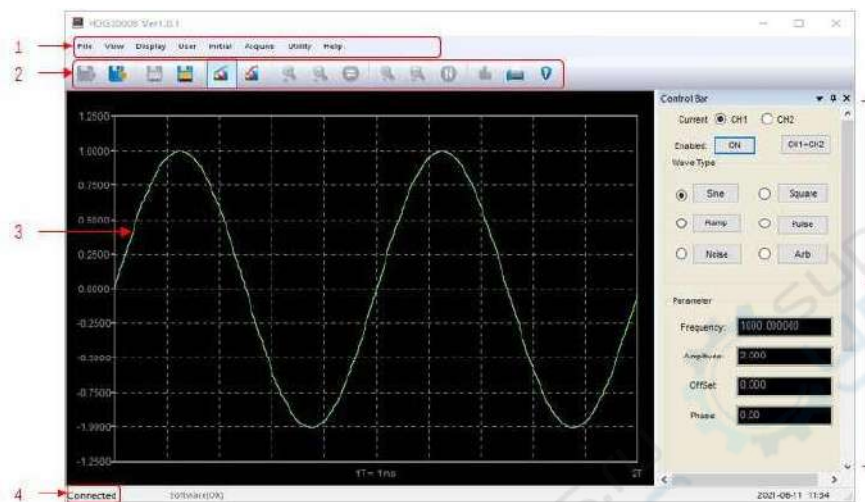 Ver1.0.1
1
File View Display User Initial Acquire Utility Help
2
Control Bar
Current CH1 CH2
Enabled: ON CH1-CH2
Wave Type
Sine Square
Ramp Pulse
Noise Arb
Parameter
Frequency: 1000.000000
Amplitude: 2.000
OffSet: 0.000
Phase: 0.00
1.2500
1.0000
0.7500
0.5000
3
0.2500
0.0000
-0.2500
-0.5000
-0.7500
-1.0000
-1.2500
1T= 1ms 2T
4
Connected software(OK) 2021-06-11 11:54